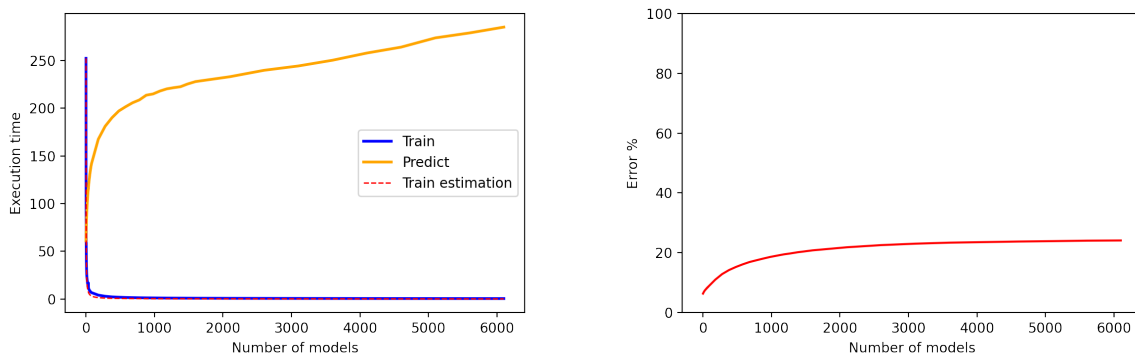 250
200
150
100
50
0
Execution time
0 1000 2000 3000 4000 5000 6000
Number of models
Train
Predict
Train estimation
100
80
60
40
20
0
Error %
0 1000 2000 3000 4000 5000 6000
Number of models